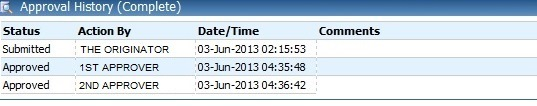 Approval History (Complete)
Status Action By Date/Time Comments
Submitted THE ORIGINATOR 03-Jun-2013 02:15:53
Approved 1ST APPROVER 03-Jun-2013 04:35:48
Approved 2ND APPROVER 03-Jun-2013 04:36:42